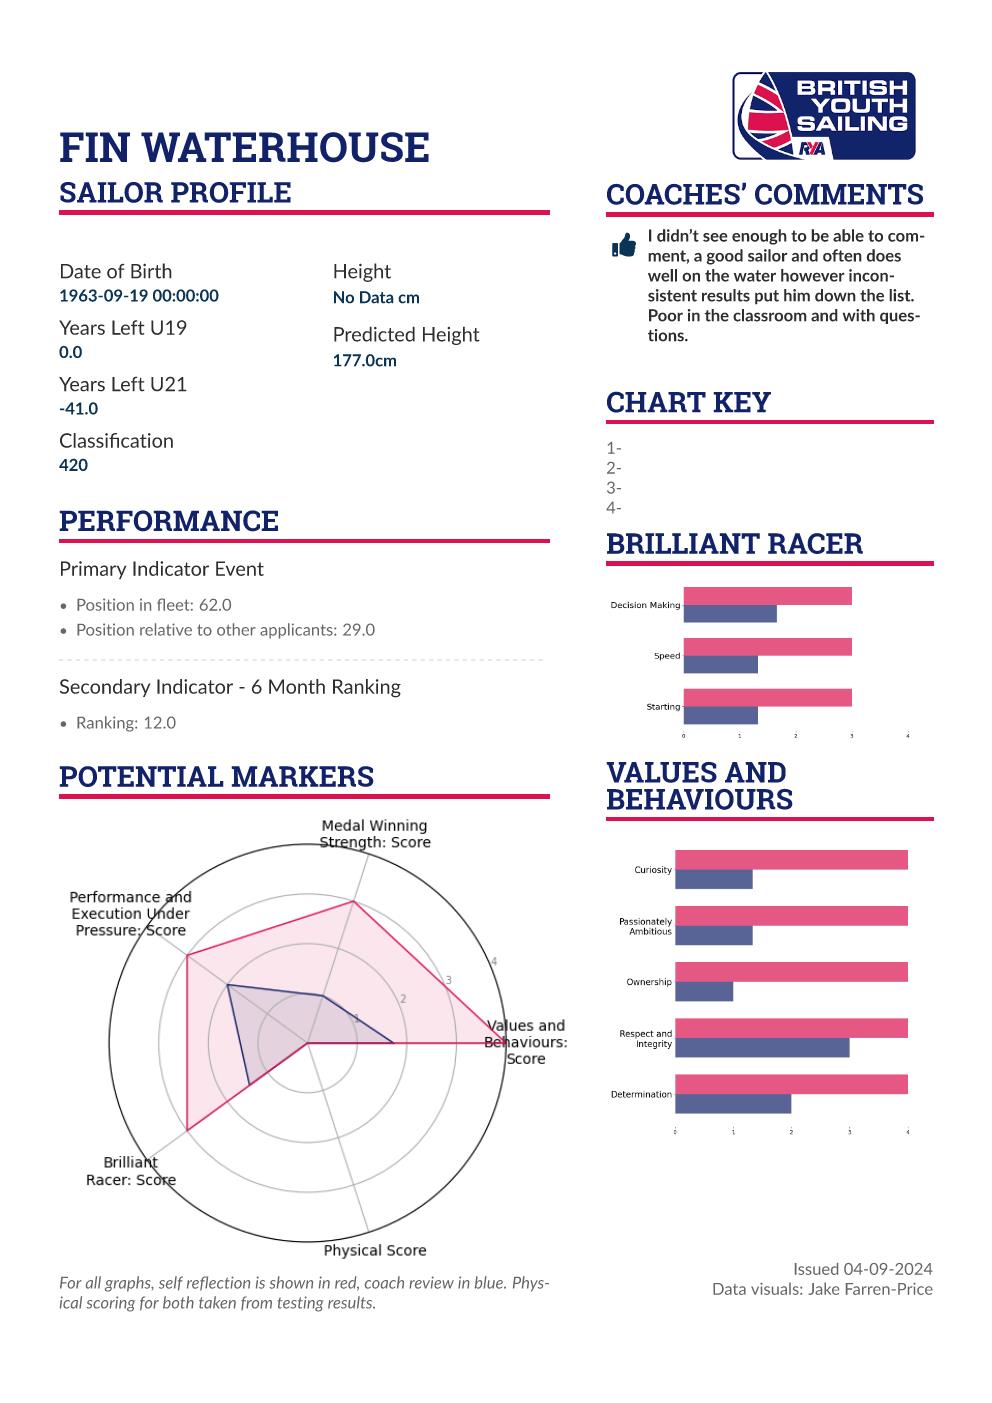 BRITISH
YOUTH
SAILING
RYA
FIN WATERHOUSE
SAILOR PROFILE
Date of Birth
1963-09-19 00:00:00
Years Left U19
0.0
Years Left U21
-41.0
Classification
420
Height
No Data cm
Predicted Height
177.0cm
PERFORMANCE
Primary Indicator Event
• Position in fleet: 62.0
• Position relative to other applicants: 29.0
Secondary Indicator - 6 Month Ranking
• Ranking: 12.0
POTENTIAL MARKERS
Medal Winning
Strength: Score
Performance and
Execution Under
Pressure: Score
4
3
2
1
Values and
Behaviours:
Score
Brilliant
Racer: Score
Physical Score
For all graphs, self reflection is shown in red, coach review in blue. Phys-
ical scoring for both taken from testing results.
COACHES' COMMENTS
I didn't see enough to be able to com-
ment, a good sailor and often does
well on the water however incon-
sistent results put him down the list.
Poor in the classroom and with ques-
tions.
CHART KEY
1-
2-
3-
4-
BRILLIANT RACER
Decision Making
Speed
Starting
0 1 2 3 4
VALUES AND
BEHAVIOURS
Curiosity
Passionately
Ambitious
Ownership
Respect and
Integrity
Determination
0 1 2 3 4
Issued 04-09-2024
Data visuals: Jake Farren-Price